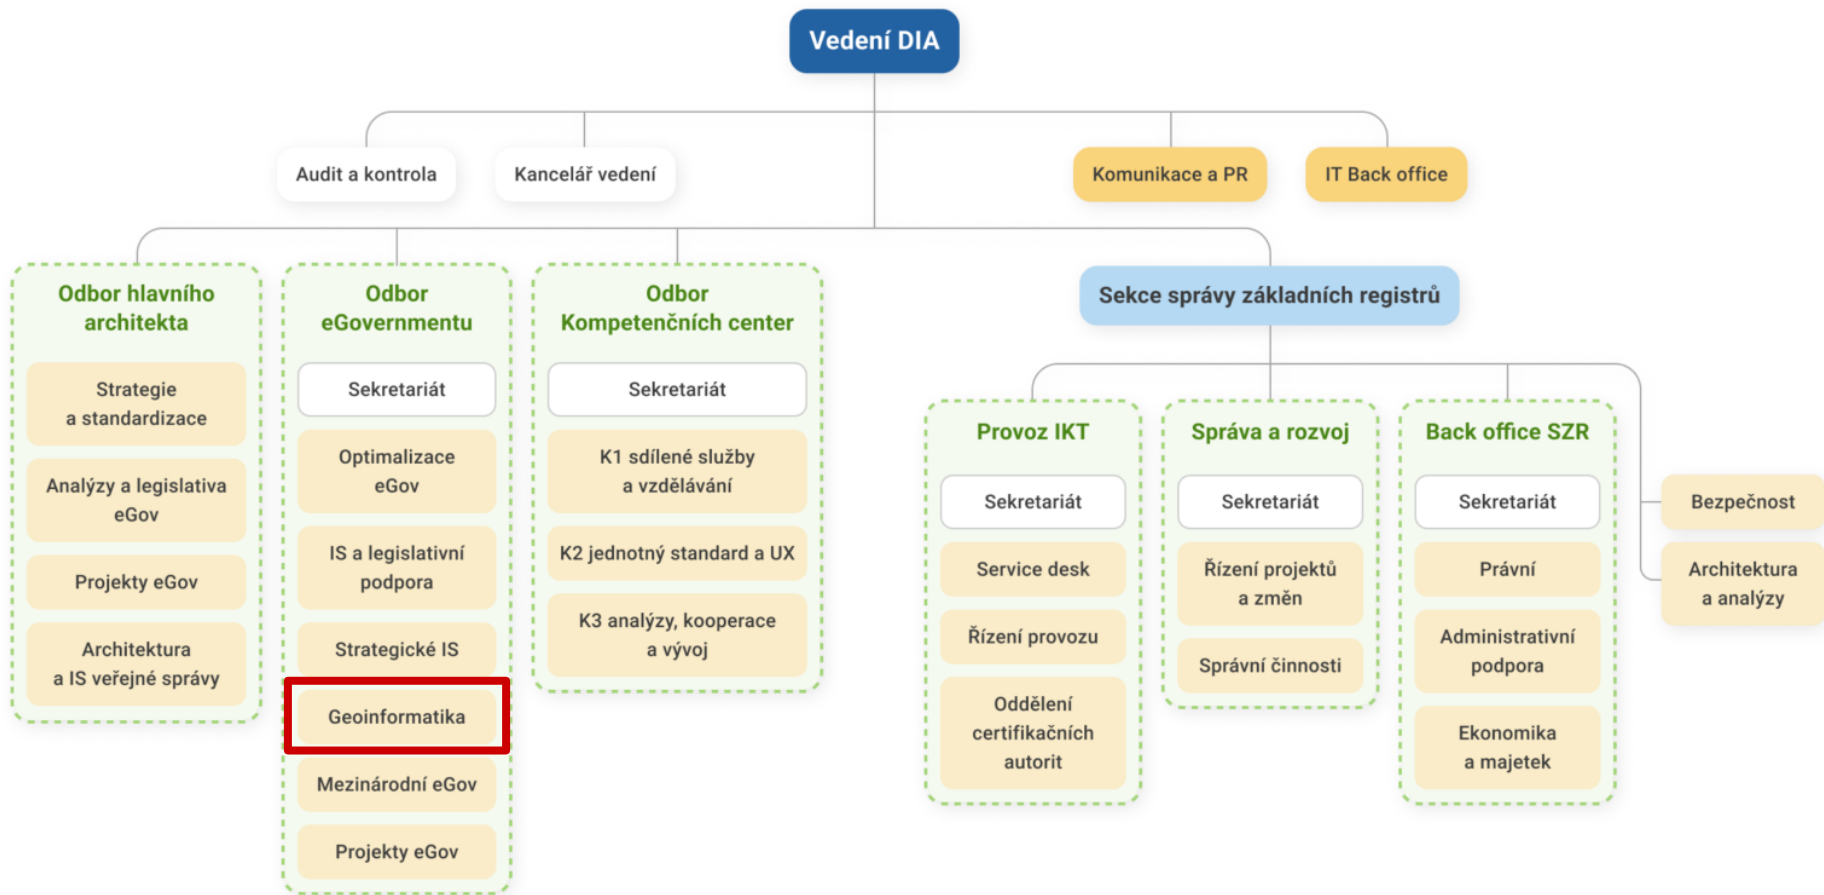 Vedení DIA
Audit a kontrola
Kancelář vedení
Komunikace a PR
IT Back office
Odbor hlavního
architekta
Strategie
a standardizace
Analýzy a legislativa
eGov
Projekty eGov
Architektura
a IS veřejné správy
Odbor
eGovernmentu
Sekretariát
Optimalizace
eGov
IS a legislativní
podpora
Strategické IS
Geoinformatika
Mezinárodní eGov
Projekty eGov
Odbor
Kompetenčních center
Sekretariát
K1 sdílené služby
a vzdělávání
K2 jednotný standard a UX
K3 analýzy, kooperace
a vývoj
Sekce správy základních registrů
Provoz IKT
Sekretariát
Service desk
Řízení provozu
Oddělení
certifikačních
autorit
Správa a rozvoj
Sekretariát
Řízení projektů
a změn
Správní činnosti
Back office SZR
Sekretariát
Právní
Administrativní
podpora
Ekonomika
a majetek
Bezpečnost
Architektura
a analýzy